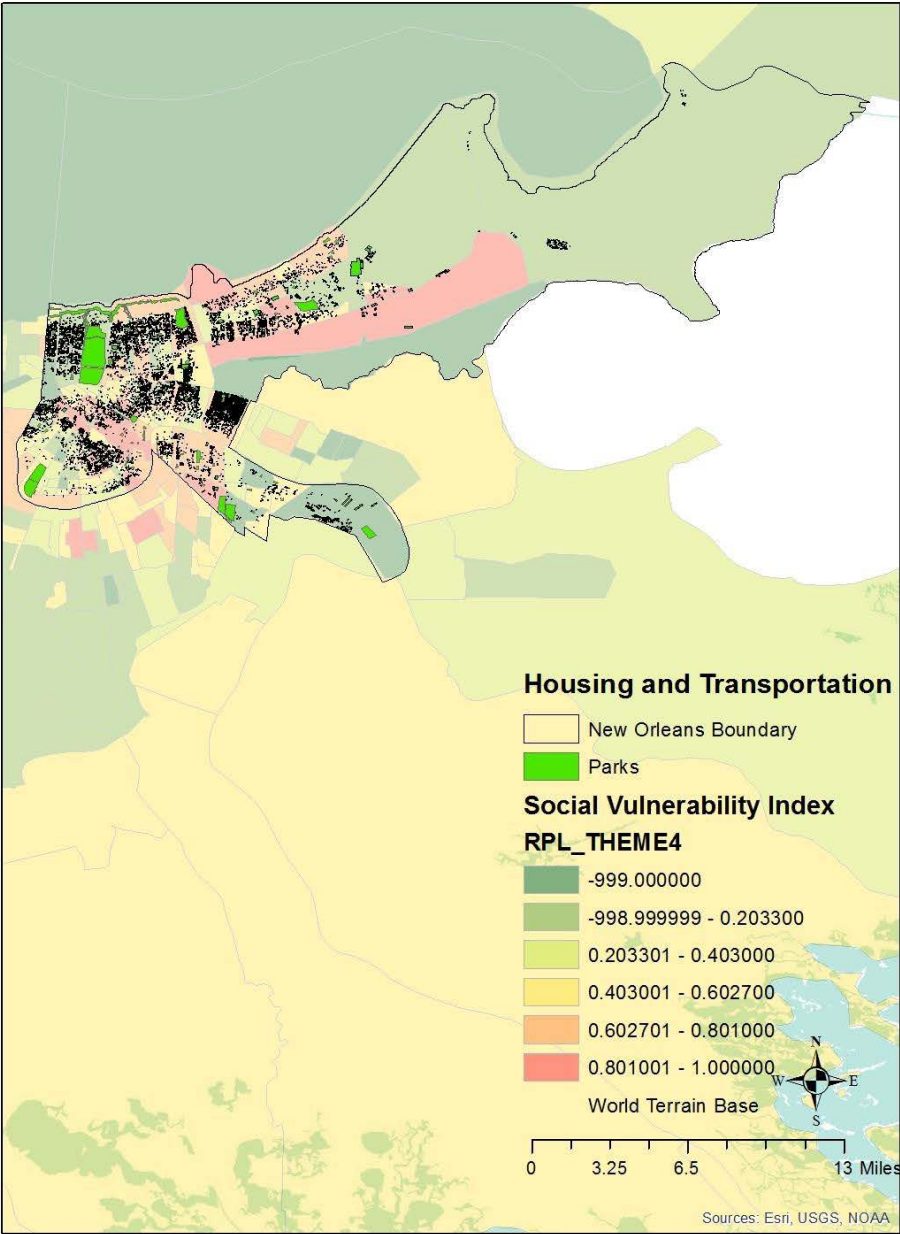 Housing and Transportation
New Orleans Boundary
Parks
Social Vulnerability Index
RPL_THEME4
-999.000000
-998.999999 - 0.203300
0.203301 - 0.403000
0.403001 - 0.602700
0.602701 - 0.801000
0.801001 - 1.000000
World Terrain Base
N
W E
S
0 3.25 6.5 13 Miles
Sources: Esri, USGS, NOAA